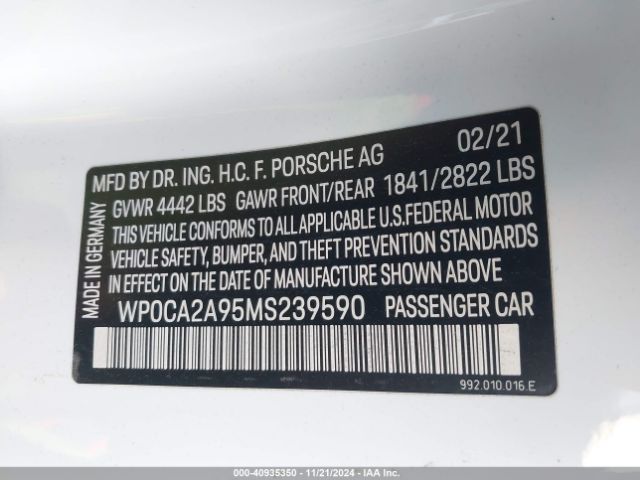 MFD BY DR. ING. H.C. F. PORSCHE AG 02/21
GVWR 4442 LBS GAWR FRONT/REAR 1841/2822 LBS
THIS VEHICLE CONFORMS TO ALL APPLICABLE U.S.FEDERAL MOTOR
VEHICLE SAFETY, BUMPER, AND THEFT PREVENTION STANDARDS
IN EFFECT ON THE DATE OF MANUFACTURE SHOWN ABOVE.
WP0CA2A95MS239590 PASSENGER CAR
992.010.016 E
MADE IN GERMANY
000-40935350 - 11/21/2024 - IAAI.COM